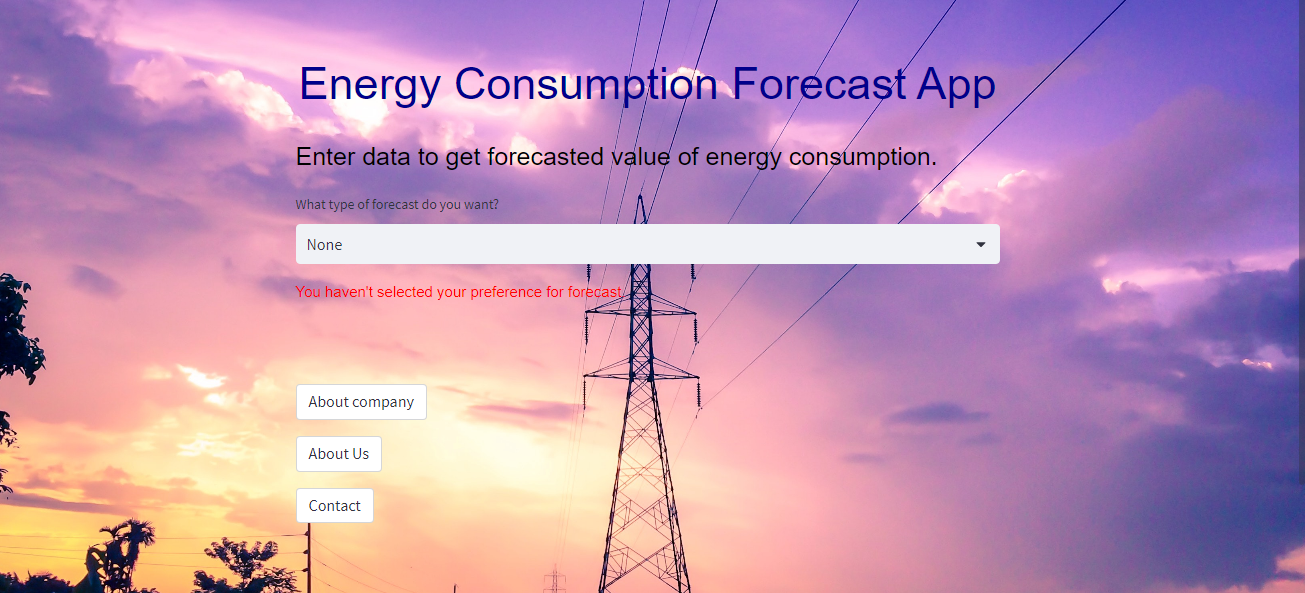 Energy Consumption Forecast App
Enter data to get forecasted value of energy consumption.
What type of forecast do you want?
None
You haven't selected your preference for forecast.
About company
About Us
Contact